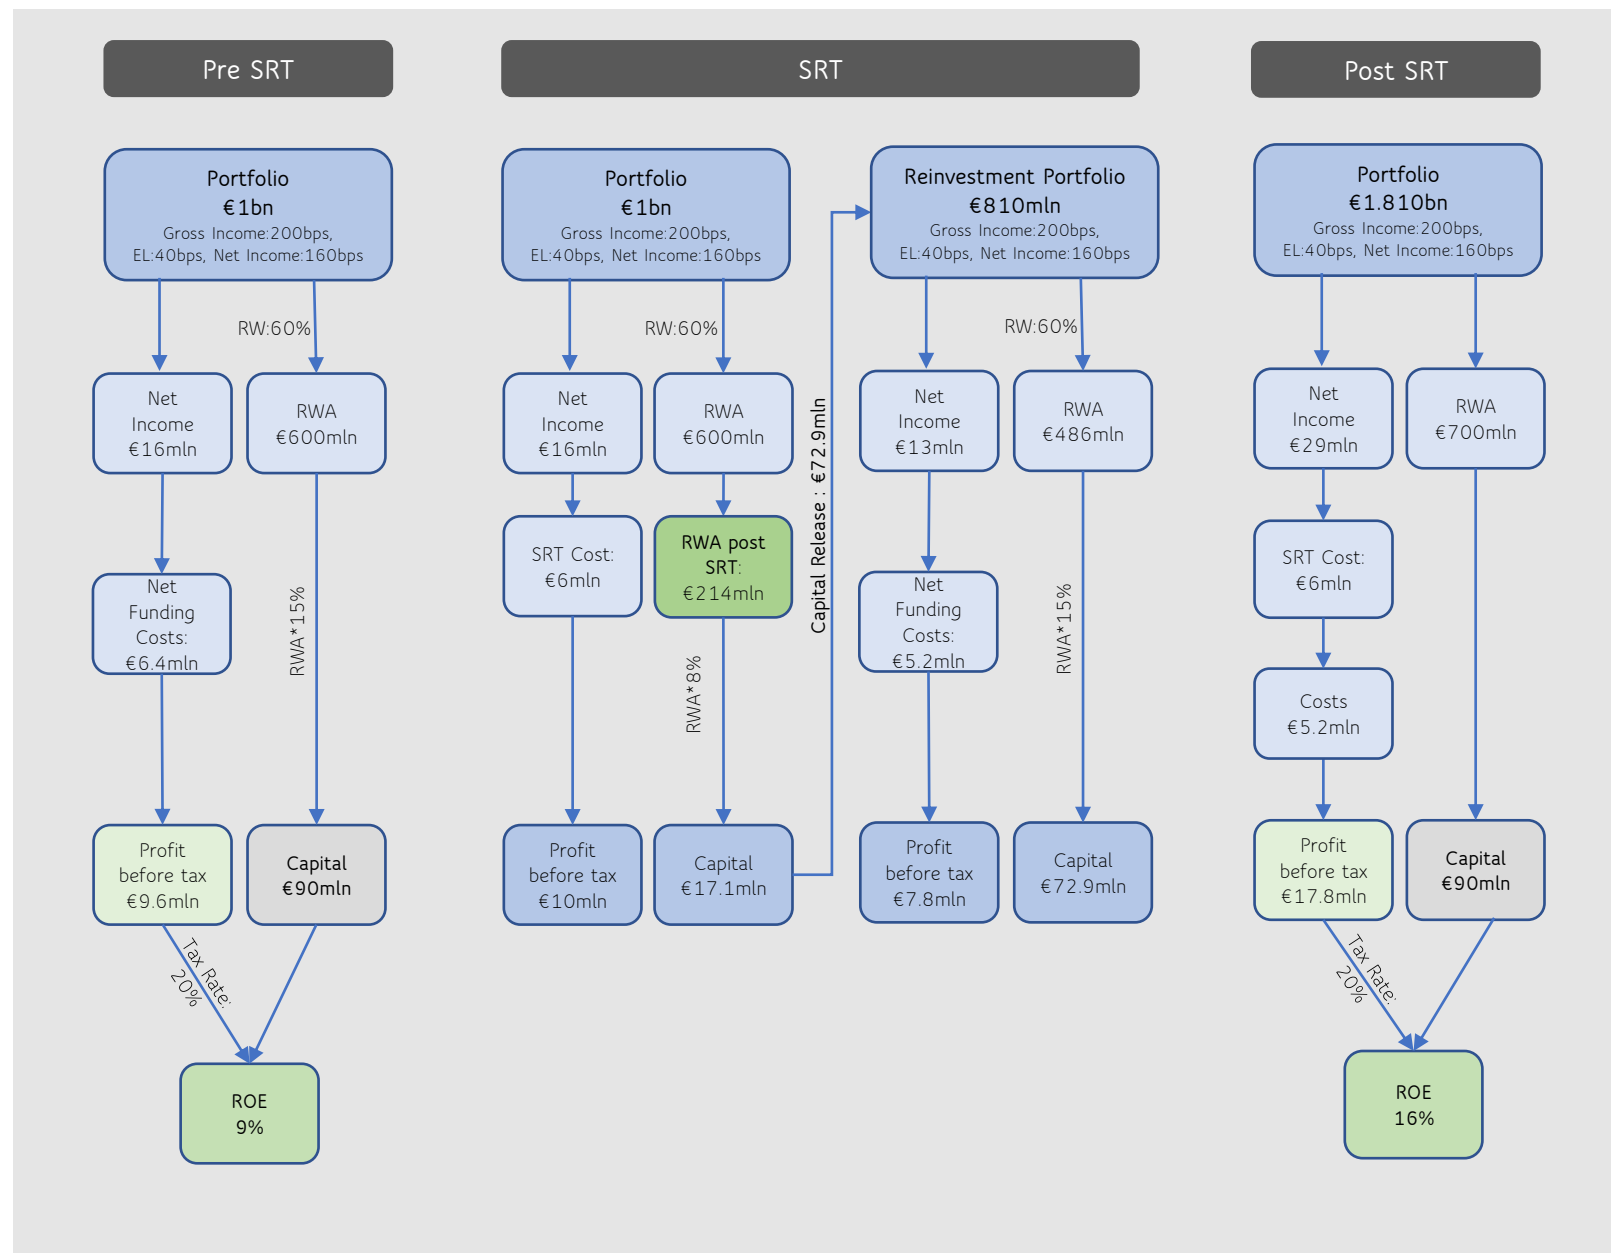 Pre SRT
SRT
Post SRT
Portfolio
€1bn
Gross Income:200bps,
EL:40bps, Net Income:160bps
Portfolio
€1bn
Gross Income:200bps,
EL:40bps, Net Income:160bps
Reinvestment Portfolio
€810mln
Gross Income:200bps,
EL:40bps, Net Income:160bps
Portfolio
€1.810bn
Gross Income:200bps,
EL:40bps, Net Income:160bps
RW:60%
RW:60%
RW:60%
Net
Income
€16mln
RWA
€600mln
Net
Income
€16mln
RWA
€600mln
Capital Release : €72.9mln
Net
Income
€13mln
RWA
€486mln
Net
Income
€29mln
RWA
€700mln
SRT Cost:
€6mln
RWA post
SRT:
€214mln
SRT Cost:
€6mln
Net
Funding
Costs:
€6.4mln
RWA*15%
RWA*8%
Net
Funding
Costs:
€5.2mln
RWA*15%
Costs
€5.2mln
Profit
before tax
€9.6mln
Capital
€90mln
Profit
before tax
€10mln
Capital
€17.1mln
Profit
before tax
€7.8mln
Capital
€72.9mln
Profit
before tax
€17.8mln
Capital
€90mln
Tax Rate:
20%
Tax Rate:
20%
ROE
9%
ROE
16%